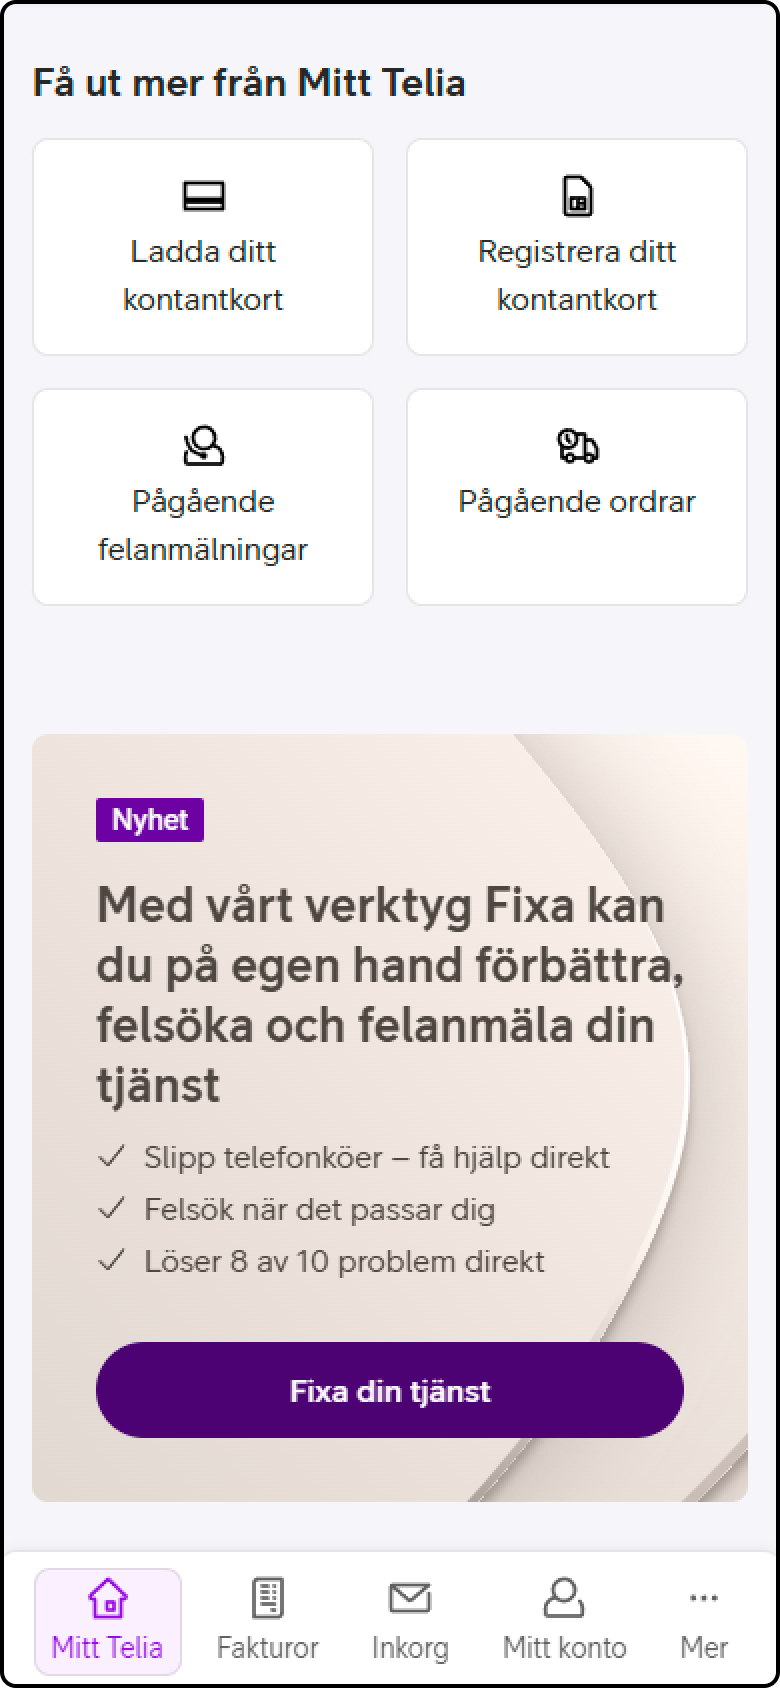 Få ut mer från Mitt Telia
Ladda ditt
kontantkort
Registrera ditt
kontantkort
Pågående
felanmälningar
Pågående ordrar
Nyhet
Med vårt verktyg Fixa kan
du på egen hand förbättra,
felsöka och felanmäla din
tjänst
Slipp telefonköer – få hjälp direkt
Felsök när det passar dig
Löser 8 av 10 problem direkt
Fixa din tjänst
Mitt Telia
Fakturor
Inkorg
Mitt konto
Mer